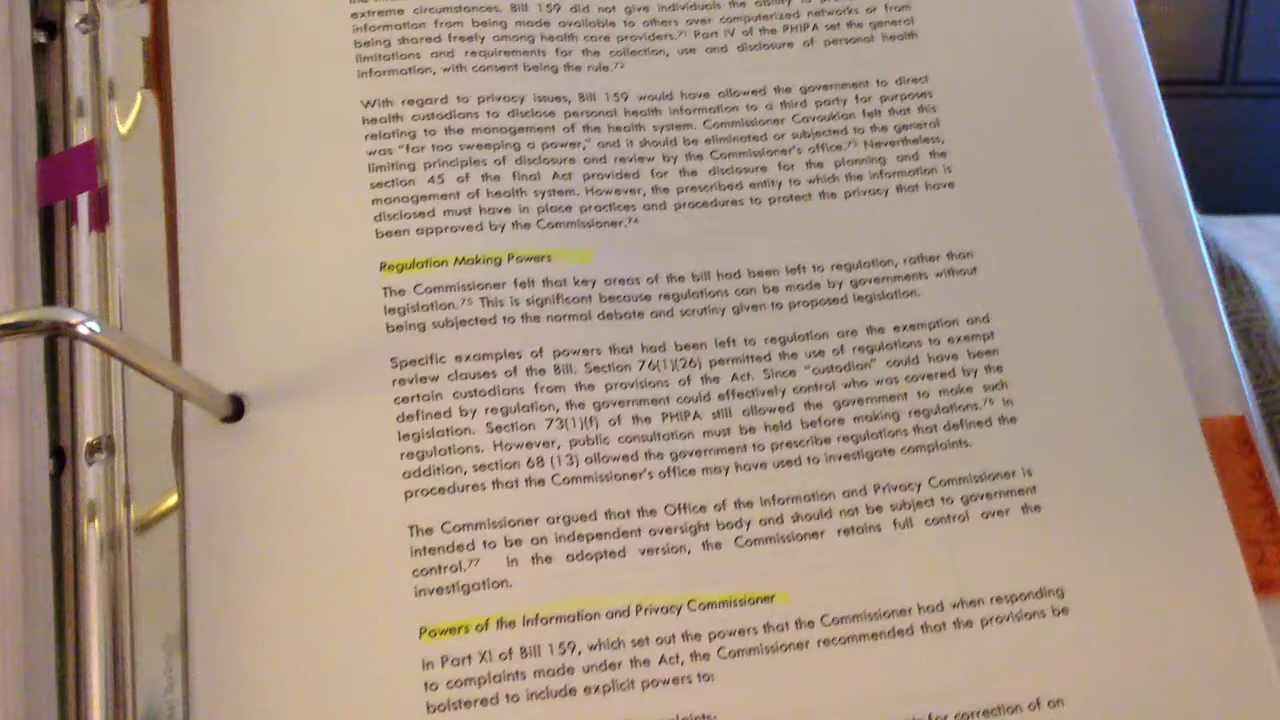 extreme circumstances. Bill 159 did not give individuals the ability to
information from being made available to others over computerized networks or from
being shared freely among health care providers.71 Part IV of the PHIPA set the general
limitations and requirements for the collection, use and disclosure of personal health
information, with consent being the rule.72
With regard to privacy issues, Bill 159 would have allowed the government to direct
health custodians to disclose personal health information to a third party for purposes
relating to the management of the health system. Commissioner Cavoukian felt that this
was "far too sweeping a power," and it should be eliminated or subjected to the general
limiting principles of disclosure and review by the Commissioner's office.73 Nevertheless,
section 45 of the final Act provided for the disclosure for the planning and the
management of health system. However, the prescribed entity to which the information is
disclosed must have in place practices and procedures to protect the privacy that have
been approved by the Commissioner.74
Regulation Making Powers
The Commissioner felt that key areas of the bill had been left to regulation, rather than
legislation.75 This is significant because regulations can be made by governments without
being subjected to the normal debate and scrutiny given to proposed legislation.
Specific examples of powers that had been left to regulation are the exemption and
review clauses of the Bill. Section 76(1)(26) permitted the use of regulations to exempt
certain custodians from the provisions of the Act. Since "custodian" could have been
defined by regulation, the government could effectively control who was covered by the
legislation. Section 73(1)(f) of the PHIPA still allowed the government to make such
regulations. However, public consultation must be held before making regulations.76 In
addition, section 68 (13) allowed the government to prescribe regulations that defined the
procedures that the Commissioner's office may have used to investigate complaints.
The Commissioner argued that the Office of the Information and Privacy Commissioner is
intended to be an independent oversight body and should not be subject to government
control.77 In the adopted version, the Commissioner retains full control over the
investigation.
Powers of the Information and Privacy Commissioner
In Part XI of Bill 159, which set out the powers that the Commissioner had when responding
to complaints made under the Act, the Commissioner recommended that the provisions be
bolstered to include explicit powers to:
for correction of an